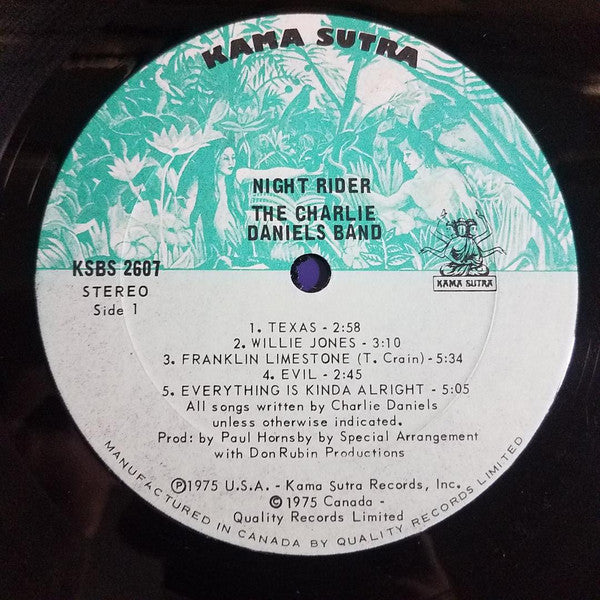 KAMA SUTRA
NIGHT RIDER
THE CHARLIE
DANIELS BAND
KSBS 2607
STEREO
Side 1
KAMA SUTRA
1. TEXAS - 2:58
2. WILLIE JONES - 3:10
3. FRANKLIN LIMESTONE (T. Crain) - 5:34
4. EVIL - 2:45
5. EVERYTHING IS KINDA ALRIGHT - 5:05
All songs written by Charlie Daniels
unless otherwise indicated.
Prod: by Paul Hornsby by Special Arrangement
with Don Rubin Productions
Ⓟ1975 U.S.A. - Kama Sutra Records, Inc.
©1975 Canada -
Quality Records Limited
MANUFACTURED IN CANADA BY QUALITY RECORDS LIMITED